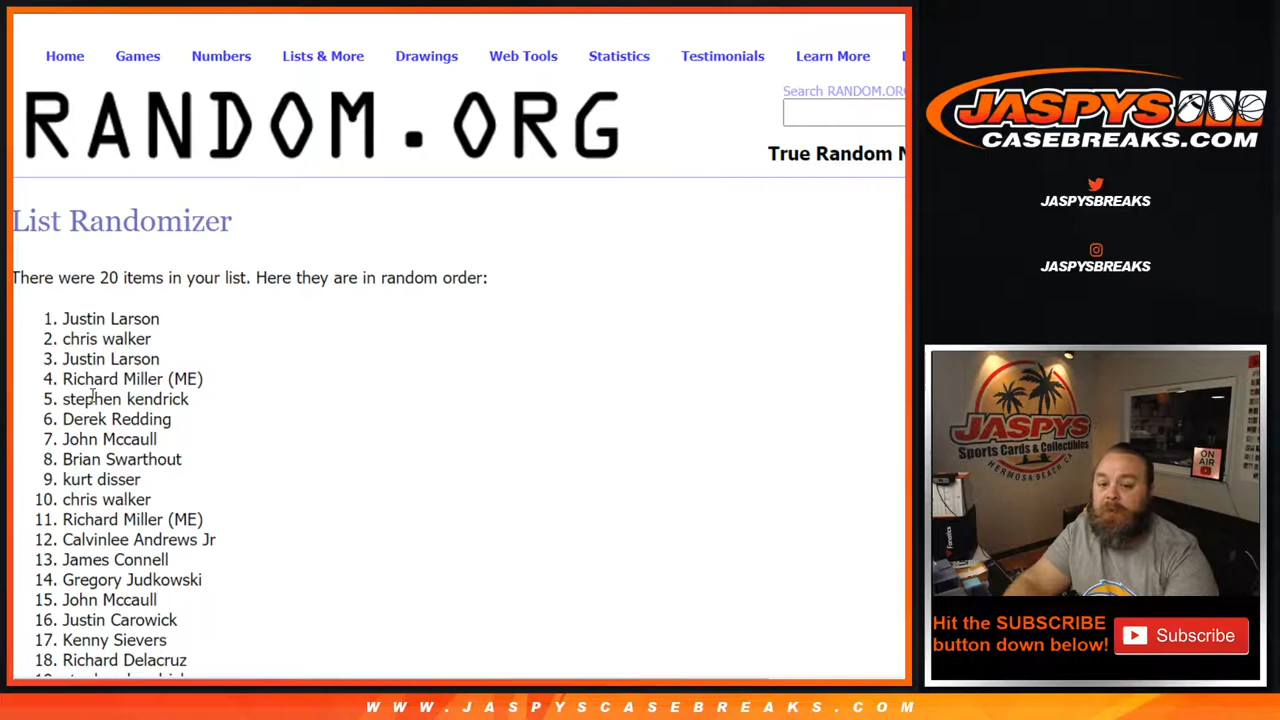 Home Games Numbers Lists & More Drawings Web Tools Statistics Testimonials Learn More
Search RANDOM.ORG
RANDOM.ORG
True Random N
List Randomizer
There were 20 items in your list. Here they are in random order:
1. Justin Larson
2. chris walker
3. Justin Larson
4. Richard Miller (ME)
5. stephen kendrick
6. Derek Redding
7. John Mccaull
8. Brian Swarthout
9. kurt disser
10. chris walker
11. Richard Miller (ME)
12. Calvinlee Andrews Jr
13. James Connell
14. Gregory Judkowski
15. John Mccaull
16. Justin Carowick
17. Kenny Sievers
18. Richard Delacruz
JASPYS
CASEBREAKS.COM
JASPYSBREAKS
JASPYSBREAKS
JASPYS
Sports Cards & Collectibles
HERMOSA BEACH CA
ON
AIR
Fanatics
Hit the SUBSCRIBE
button down below!
Subscribe
WWW.JASPYSCASEBREAKS.COM